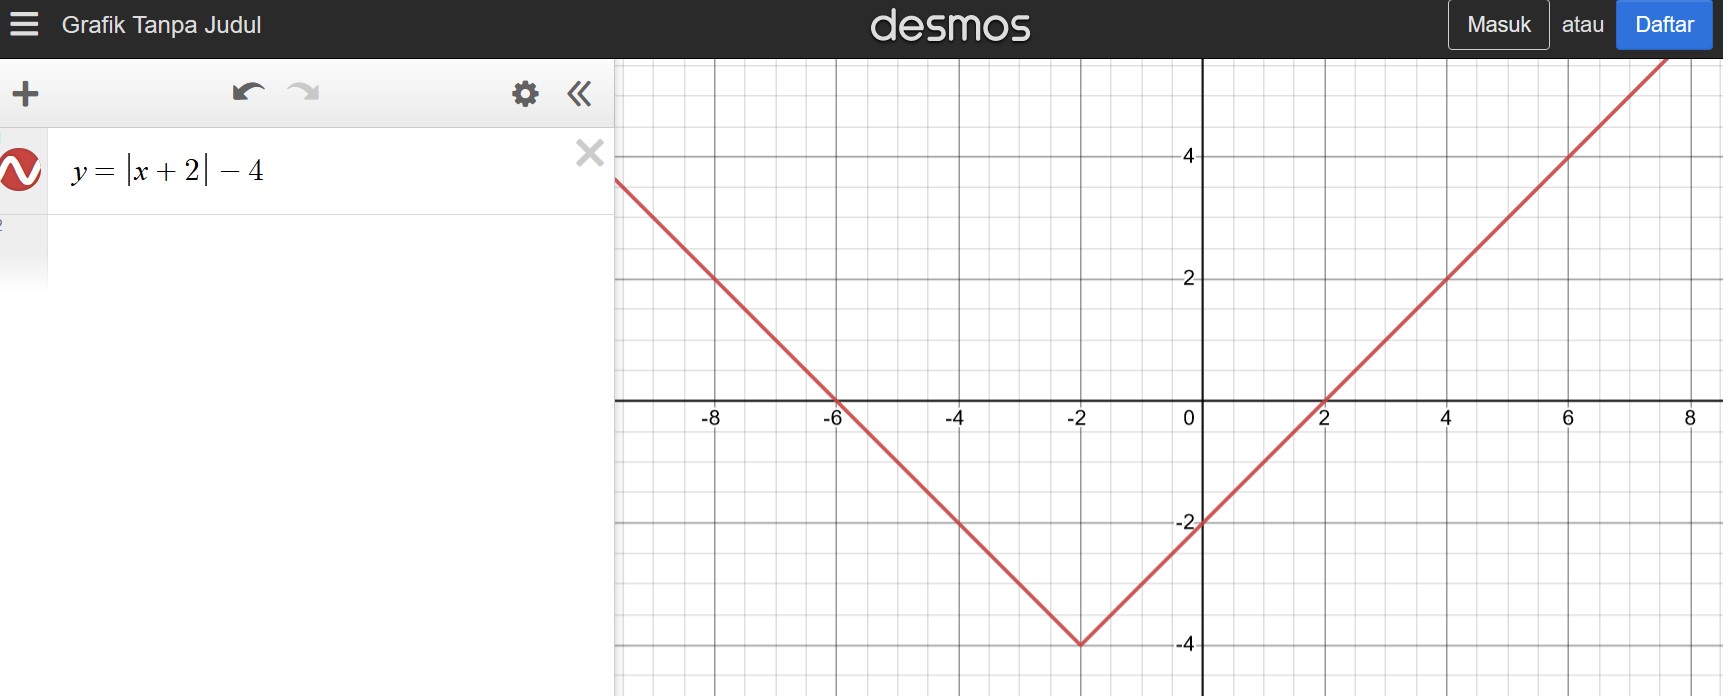 Grafik Tanpa Judul
desmos
Masuk atau Daftar
y = |x + 2| − 4
2
4
2
-8 -6 -4 -2 0 2 4 6 8
-2
-4